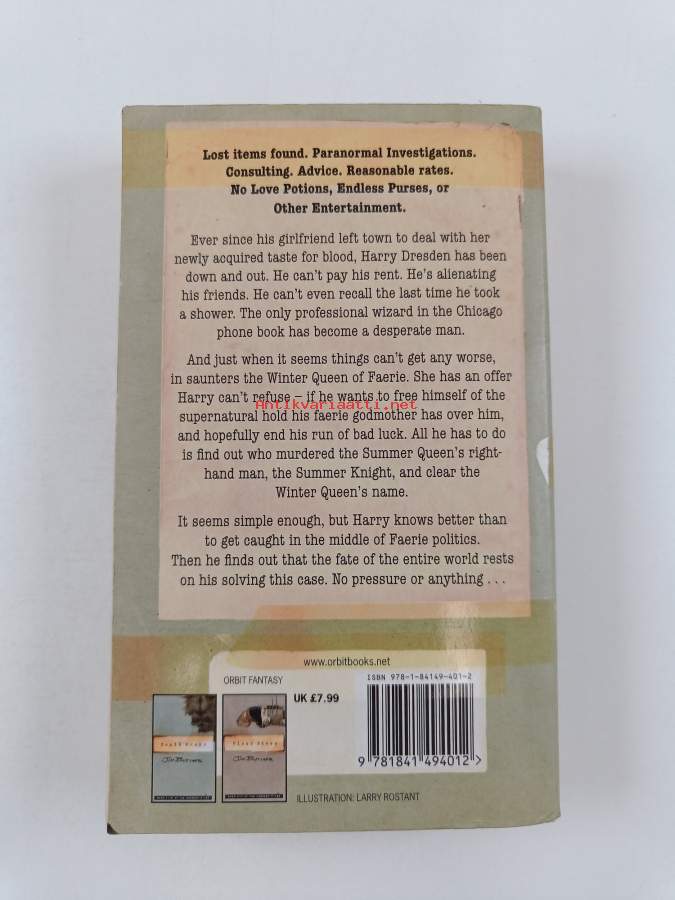 Lost items found. Paranormal Investigations.
Consulting. Advice. Reasonable rates.
No Love Potions, Endless Purses, or
Other Entertainment.
Ever since his girlfriend left town to deal with her
newly acquired taste for blood, Harry Dresden has been
down and out. He can't pay his rent. He's alienating
his friends. He can't even recall the last time he took
a shower. The only professional wizard in the Chicago
phone book has become a desperate man.
And just when it seems things can't get any worse,
in saunters the Winter Queen of Faerie. She has an offer
Harry can't refuse – if he wants to free himself of the
Antikvariaatti.net
supernatural hold his faerie godmother has over him,
and hopefully end his run of bad luck. All he has to do
is find out who murdered the Summer Queen's right-
hand man, the Summer Knight, and clear the
Winter Queen's name.
It seems simple enough, but Harry knows better than
to get caught in the middle of Faerie politics.
Then he finds out that the fate of the entire world rests
on his solving this case. No pressure or anything . . .
www.orbitbooks.net
ORBIT FANTASY
UK £7.99
ISBN 978-1-84149-401-2
9 781841 494012 >
Death Masks
Jim Butcher
Blood Rites
Jim Butcher
ILLUSTRATION: LARRY ROSTANT